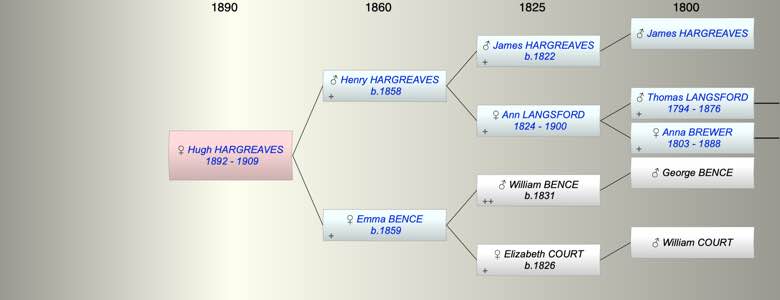 1890 1860 1825 1800
♀ Hugh HARGREAVES
1892 - 1909
♂ Henry HARGREAVES
b.1858
+
♀ Emma BENCE
b.1859
+
♂ James HARGREAVES
b.1822
+
♀ Ann LANGSFORD
1824 - 1900
+
♂ William BENCE
b.1831
++
♀ Elizabeth COURT
b.1826
+
♂ James HARGREAVES
♂ Thomas LANGSFORD
1794 - 1876
+
♀ Anna BREWER
1803 - 1888
+
♂ George BENCE
♂ William COURT